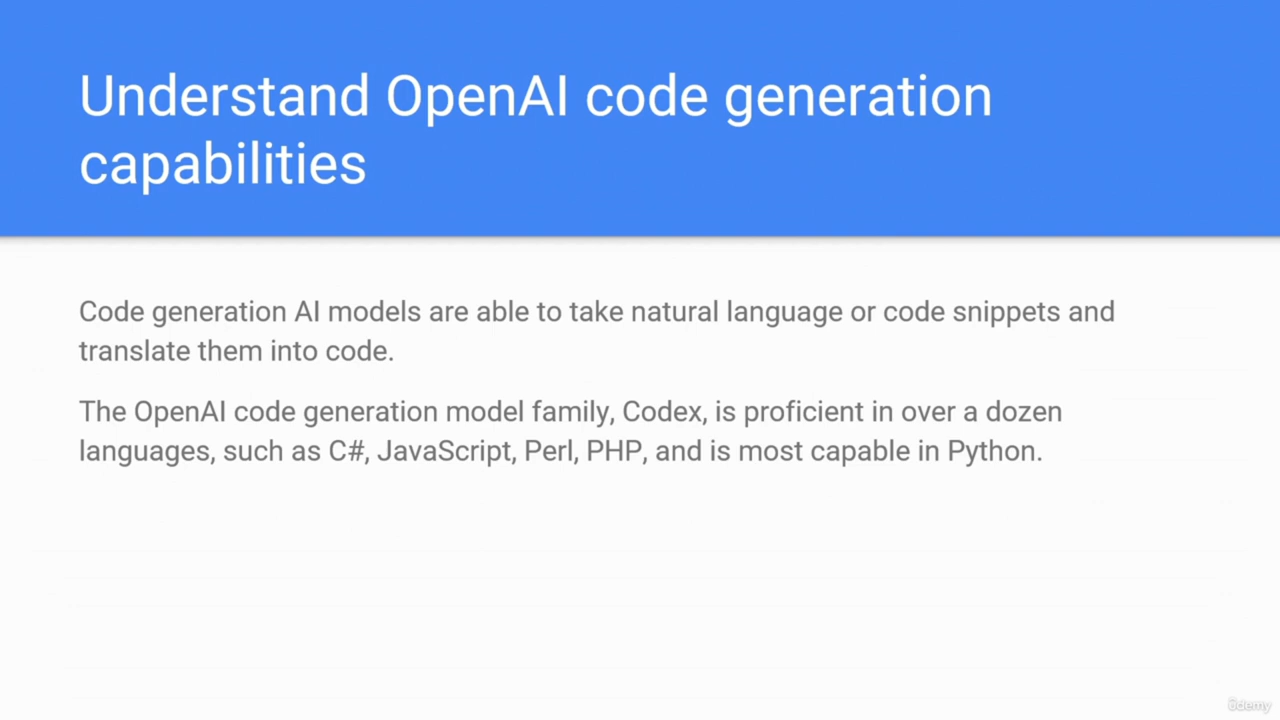 Understand OpenAI code generation
capabilities
Code generation AI models are able to take natural language or code snippets and
translate them into code.
The OpenAI code generation model family, Codex, is proficient in over a dozen
languages, such as C#, JavaScript, Perl, PHP, and is most capable in Python.
ûdemy